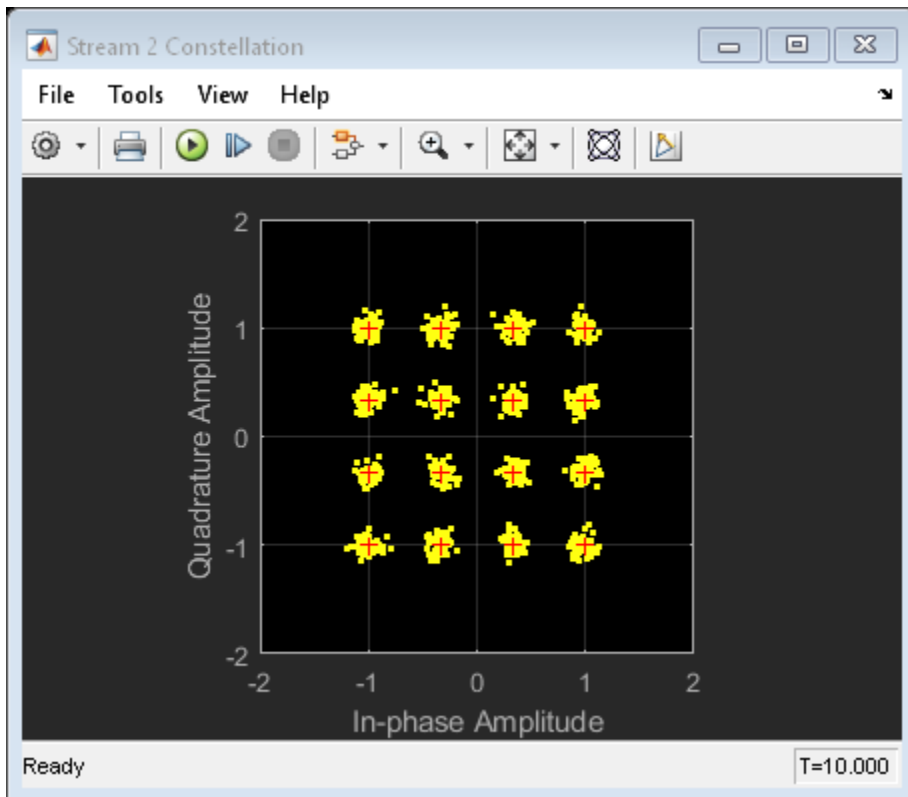 Stream 2 Constellation
File Tools View Help
2
1
0
-1
-2
Quadrature Amplitude
-2 -1 0 1 2
In-phase Amplitude
Ready T=10.000